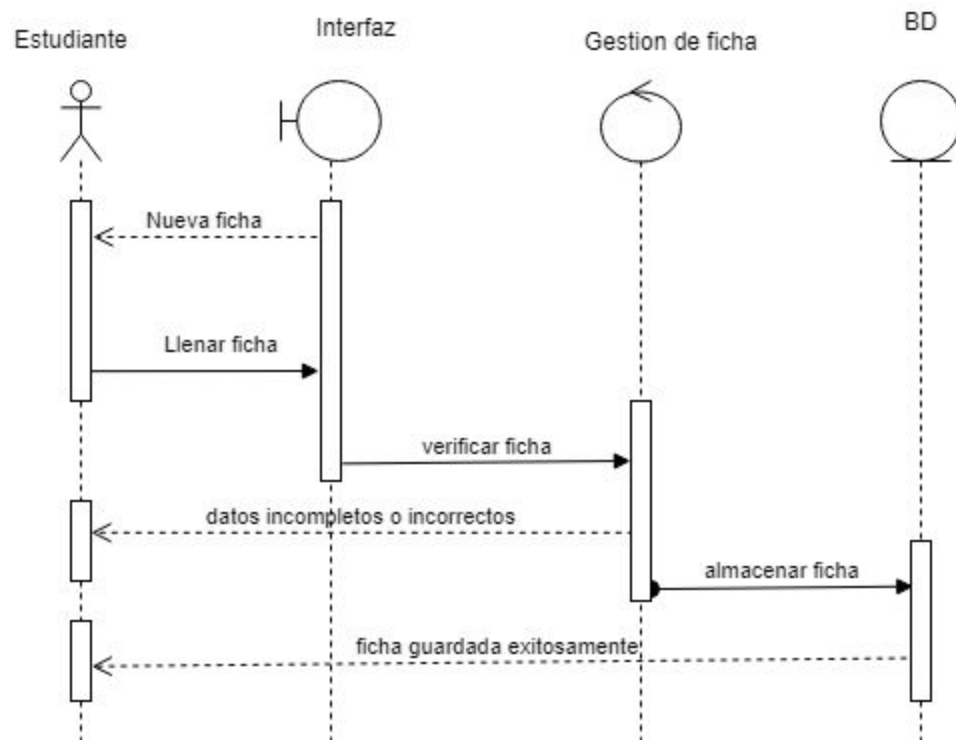 Estudiante
Interfaz
Gestion de ficha
BD
Nueva ficha
Llenar ficha
verificar ficha
datos incompletos o incorrectos
almacenar ficha
ficha guardada exitosamente